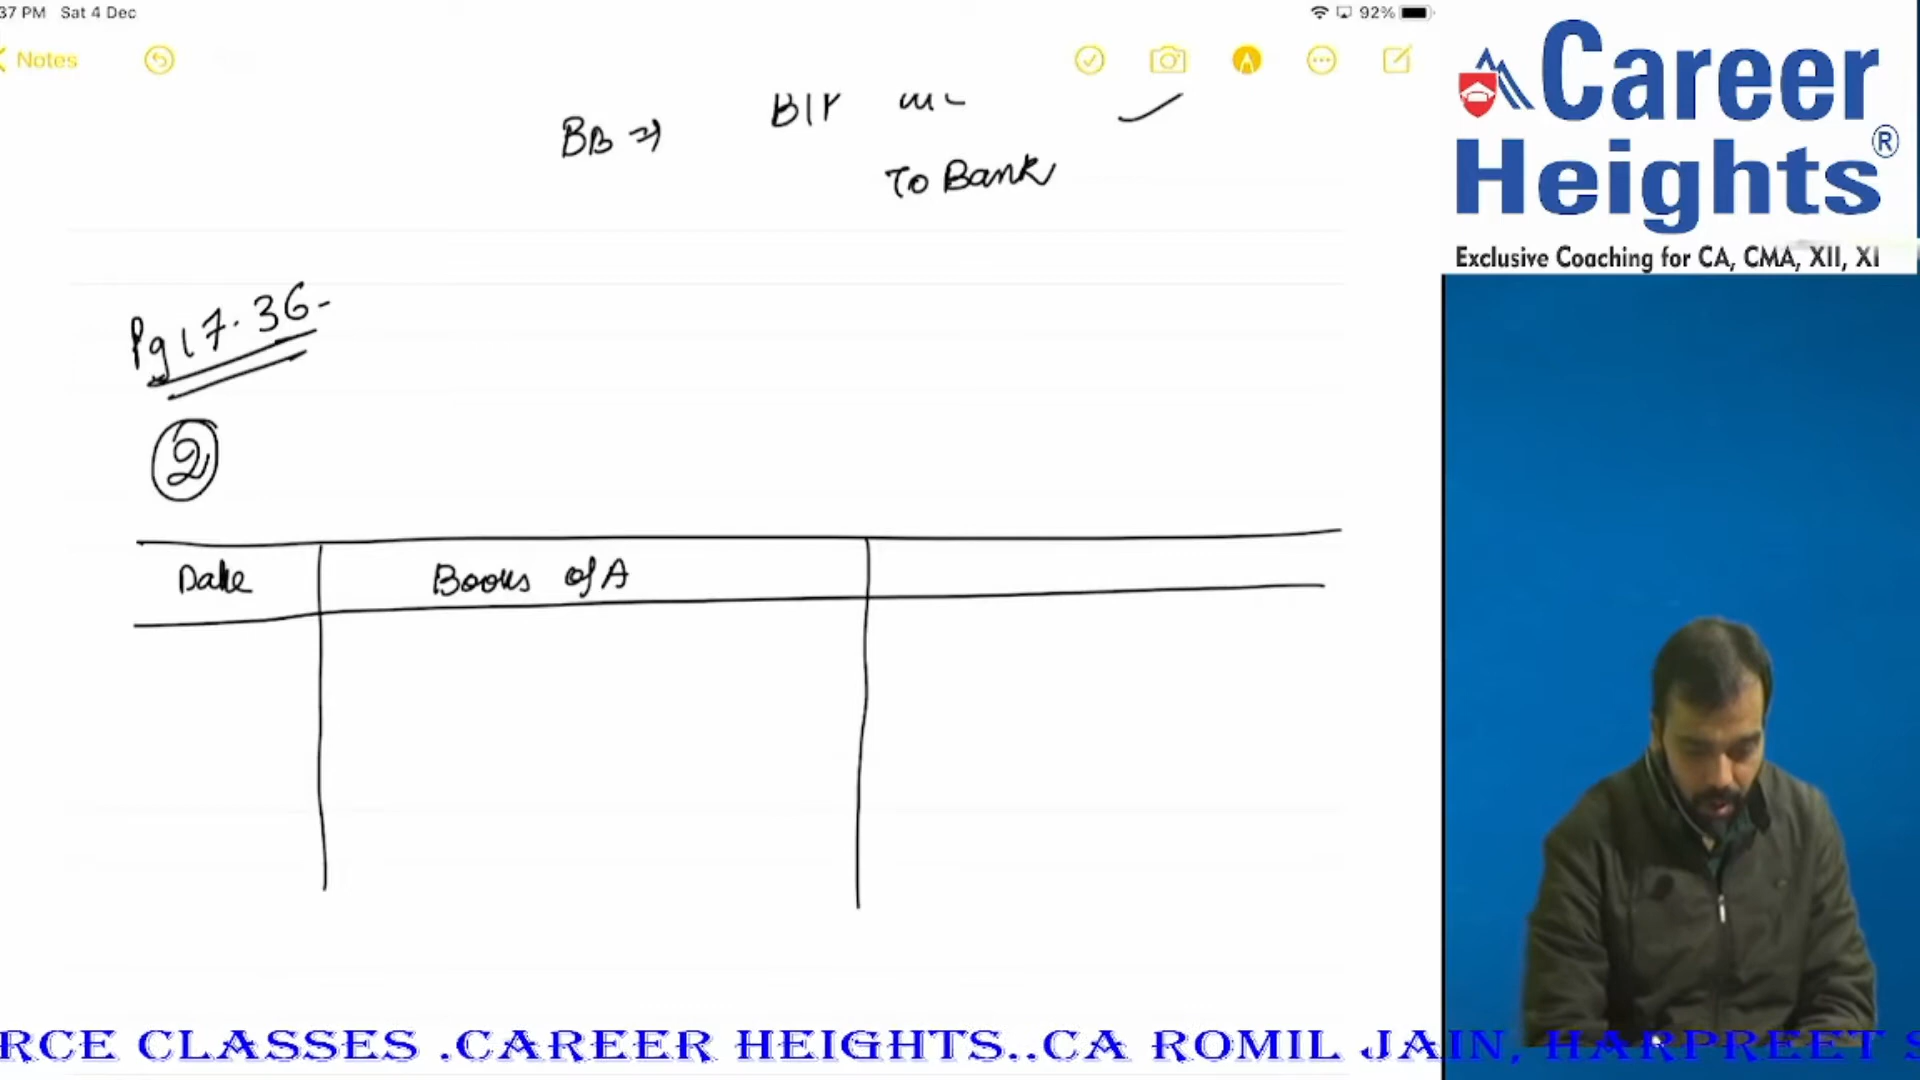 37 PM Sat 4 Dec
92%
Notes
BB ⇒ B/P
To Bank
Pg 17.36-
2
Date Books of A
Career
Heights®
Exclusive Coaching for CA, CMA, XII, XI
RCE CLASSES .CAREER HEIGHTS..CA ROMIL JAIN, HARPREET S